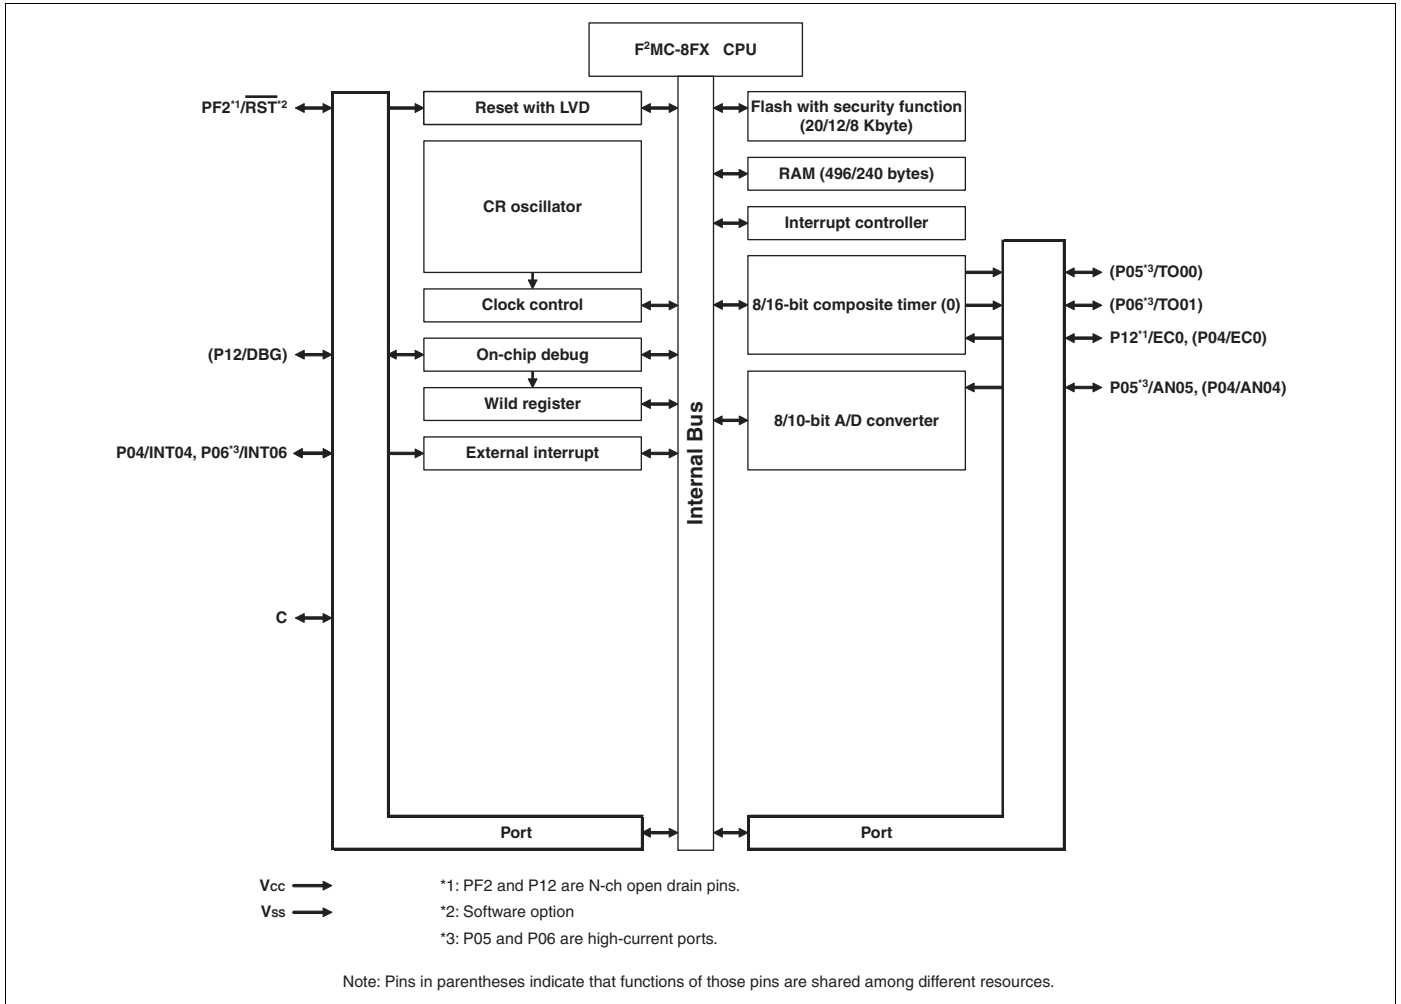 F²MC-8FX CPU
PF2*1/RST*2
Reset with LVD
Flash with security function
(20/12/8 Kbyte)
CR oscillator
RAM (496/240 bytes)
Interrupt controller
Clock control
8/16-bit composite timer (0)
(P05*3/TO00)
(P06*3/TO01)
P12*1/EC0, (P04/EC0)
(P12/DBG)
On-chip debug
Wild register
P05*3/AN05, (P04/AN04)
8/10-bit A/D converter
P04/INT04, P06*3/INT06
External interrupt
Internal Bus
C
Port
Port
Vcc
Vss
*1: PF2 and P12 are N-ch open drain pins.
*2: Software option
*3: P05 and P06 are high-current ports.
Note: Pins in parentheses indicate that functions of those pins are shared among different resources.